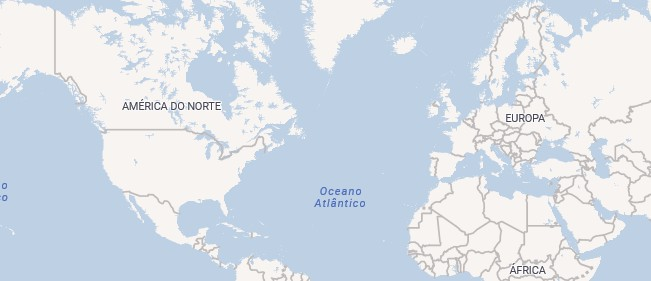 AMÉRICA DO NORTE
EUROPA
Oceano
Atlântico
ÁFRICA